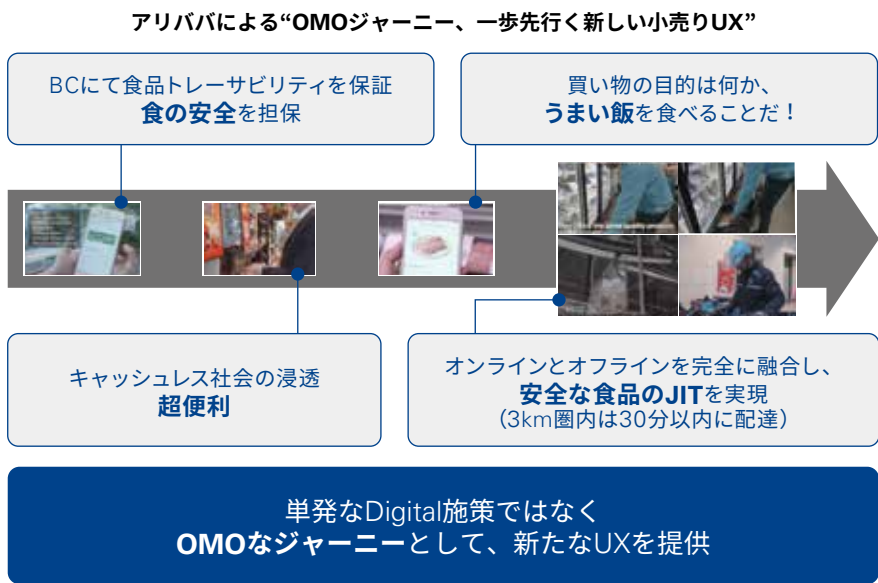 アリババによる“OMOジャーニー、一歩先行く新しい小売りUX”
BCにて食品トレーサビリティを保証
食の安全を担保
買い物の目的は何か、
うまい飯を食べることだ！
キャッシュレス社会の浸透
超便利
オンラインとオフラインを完全に融合し、
安全な食品のJITを実現
（3km圏内は30分以内に配達）
単発なDigital施策ではなく
OMOなジャーニーとして、新たなUXを提供